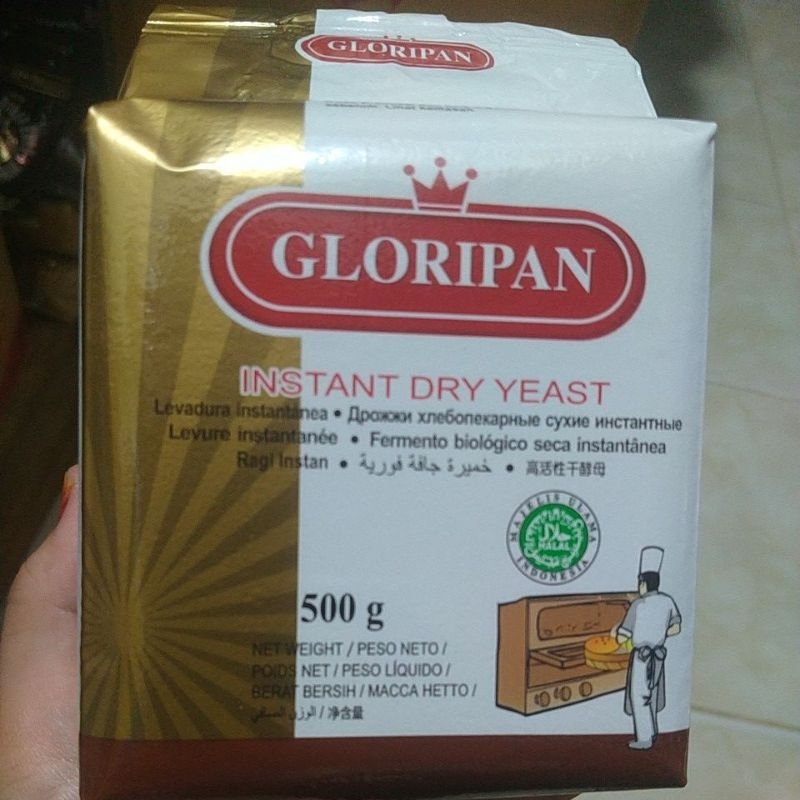 GLORIPAN
GLORIPAN
INSTANT DRY YEAST
Levadura instantánea • Дрожжи хлебопекарные сухие инстантные
Levure instantanée • Fermento biológico seca instantânea
Ragi Instan • خميرة جافة فورية • 高活性干酵母
MAJELIS ULAMA
HALAL
INDONESIA
500 g
NET WEIGHT / PESO NETO /
POIDS NET / PESO LÍQUIDO /
BERAT BERSIH / MACCA HETTO /
الوزن الصافي / 净含量